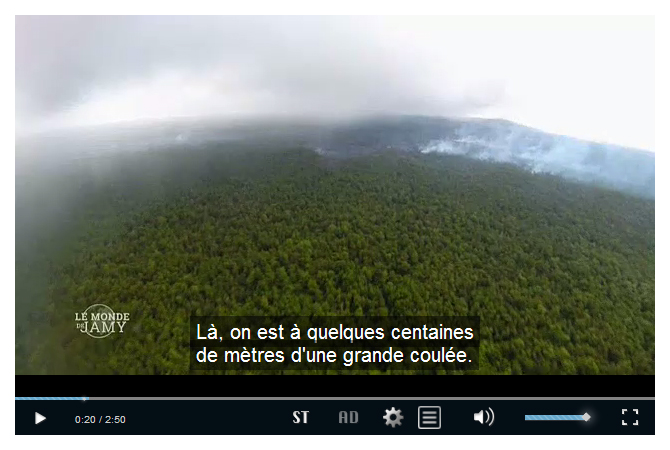 LE MONDE
DE JAMY
Là, on est à quelques centaines
de mètres d'une grande coulée.
0:20 / 2:50
ST
AD